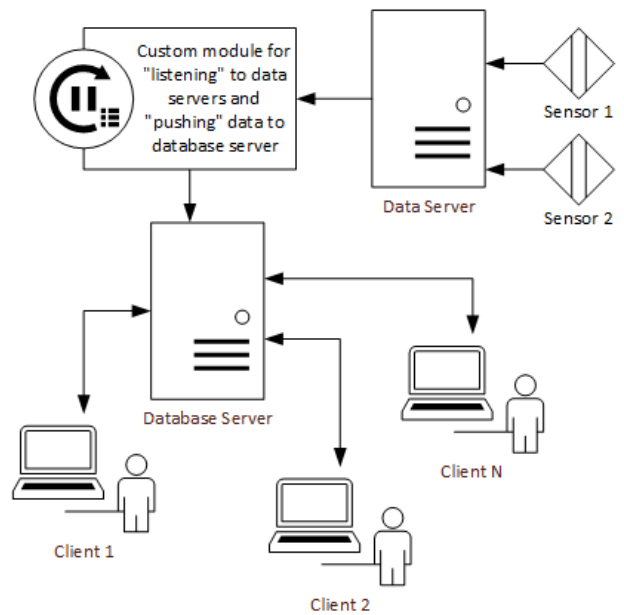 Custom module for
"listening" to data
servers and
"pushing" data to
database server
Sensor 1
Data Server
Sensor 2
Database Server
Client N
Client 1
Client 2